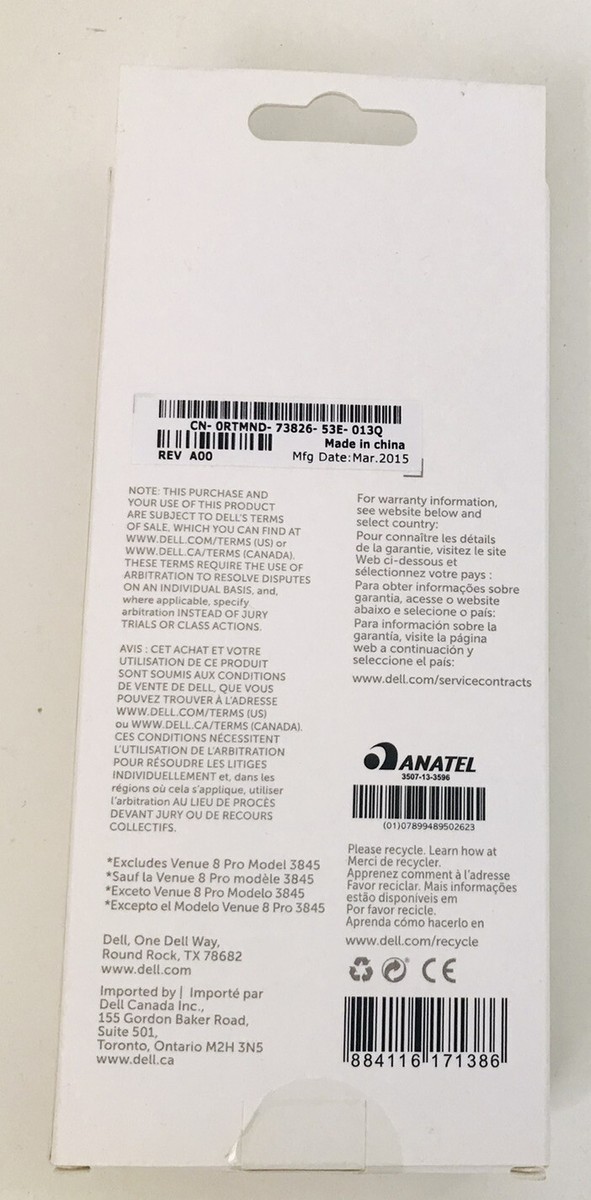 CN- 0RTMND- 73826- 53E- 013Q
Made in china
REV A00
Mfg Date:Mar.2015
NOTE: THIS PURCHASE AND
YOUR USE OF THIS PRODUCT
ARE SUBJECT TO DELL'S TERMS
OF SALE, WHICH YOU CAN FIND AT
WWW.DELL.COM/TERMS (US) or
WWW.DELL.CA/TERMS (CANADA).
THESE TERMS REQUIRE THE USE OF
ARBITRATION TO RESOLVE DISPUTES
ON AN INDIVIDUAL BASIS, and,
where applicable, specify
arbitration INSTEAD OF JURY
TRIALS OR CLASS ACTIONS.
AVIS : CET ACHAT ET VOTRE
UTILISATION DE CE PRODUIT
SONT SOUMIS AUX CONDITIONS
DE VENTE DE DELL, QUE VOUS
POUVEZ TROUVER À L'ADRESSE
WWW.DELL.COM/TERMS (US)
ou WWW.DELL.CA/TERMS (CANADA).
CES CONDITIONS NÉCESSITENT
L'UTILISATION DE L'ARBITRATION
POUR RÉSOUDRE LES LITIGES
INDIVIDUELLEMENT et, dans les
régions où cela s'applique, utiliser
l'arbitration AU LIEU DE PROCÈS
DEVANT JURY OU DE RECOURS
COLLECTIFS.
*Excludes Venue 8 Pro Model 3845
*Sauf la Venue 8 Pro modèle 3845
*Exceto Venue 8 Pro Modelo 3845
*Excepto el Modelo Venue 8 Pro 3845
Dell, One Dell Way,
Round Rock, TX 78682
www.dell.com
Imported by | Importé par
Dell Canada Inc.,
155 Gordon Baker Road,
Suite 501,
Toronto, Ontario M2H 3N5
www.dell.ca
For warranty information,
see website below and
select country:
Pour connaître les détails
de la garantie, visitez le site
Web ci-dessous et
sélectionnez votre pays :
Para obter informações sobre
garantia, acesse o website
abaixo e selecione o país:
Para información sobre la
garantía, visite la página
web a continuación y
seleccione el país:
www.dell.com/servicecontracts
ANATEL
3507-13-3596
(01)07899489502623
Please recycle. Learn how at
Merci de recycler.
Apprenez comment à l'adresse
Favor reciclar. Mais informações
estão disponíveis em
Por favor recicle.
Aprenda cómo hacerlo en
www.dell.com/recycle
CE
884116 171386